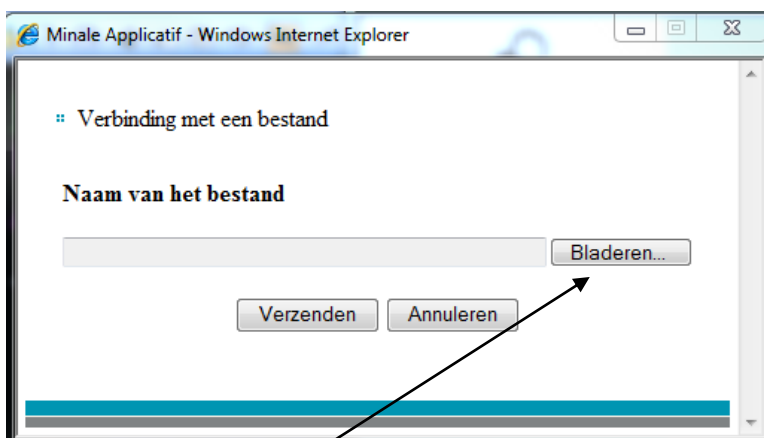 Minale Applicatif - Windows Internet Explorer
Verbinding met een bestand
Naam van het bestand
Bladeren...
Verzenden Annuleren